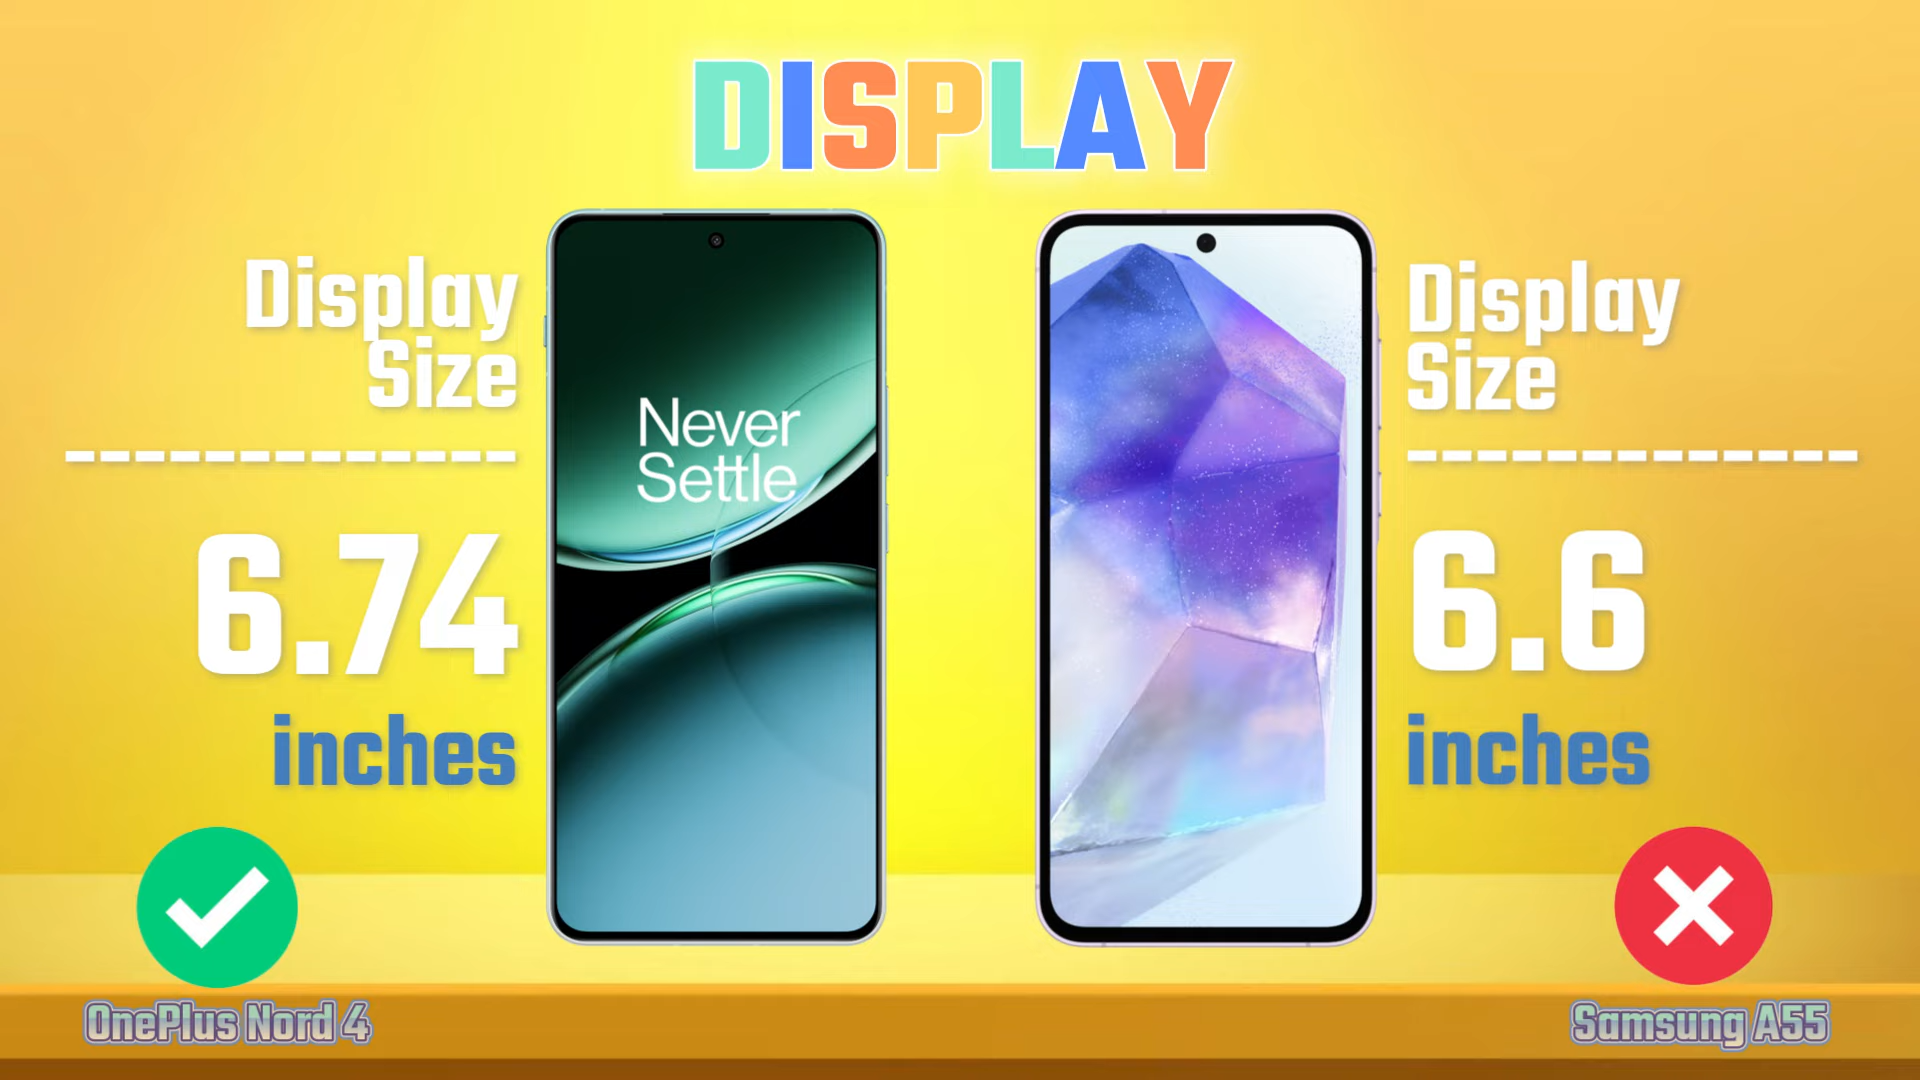 DISPLAY
Display
Size
-------------
6.74
inches
Never
Settle
Display
Size
-------------
6.6
inches
OnePlus Nord 4
Samsung A55